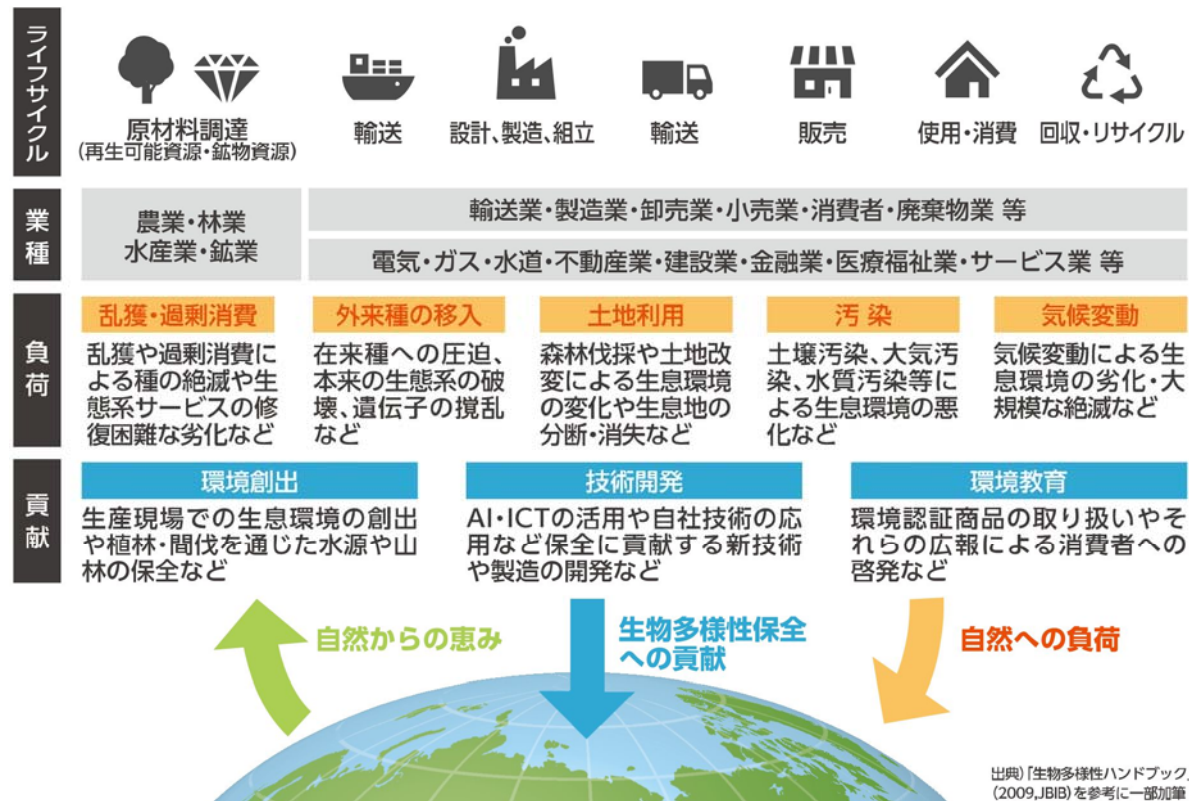 ライフサイクル
原材料調達
(再生可能資源・鉱物資源)
輸送
設計、製造、組立
輸送
販売
使用・消費
回収・リサイクル
業種
農業・林業
水産業・鉱業
輸送業・製造業・卸売業・小売業・消費者・廃棄物業 等
電気・ガス・水道・不動産業・建設業・金融業・医療福祉業・サービス業 等
負荷
乱獲・過剰消費
乱獲や過剰消費に
よる種の絶滅や生
態系サービスの修
復困難な劣化など
外来種の移入
在来種への圧迫、
本来の生態系の破
壊、遺伝子の撹乱
など
土地利用
森林伐採や土地改
変による生息環境
の変化や生息地の
分断・消失など
汚 染
土壌汚染、大気汚
染、水質汚染等に
よる生息環境の悪
化など
気候変動
気候変動による生
息環境の劣化・大
規模な絶滅など
貢献
環境創出
生産現場での生息環境の創出
や植林・間伐を通じた水源や山
林の保全など
技術開発
AI・ICTの活用や自社技術の応
用など保全に貢献する新技術
や製造の開発など
環境教育
環境認証商品の取り扱いやそ
れらの広報による消費者への
啓発など
自然からの恵み
生物多様性保全
への貢献
自然への負荷
出典)「生物多様性ハンドブック」
(2009,JBIB)を参考に一部加筆